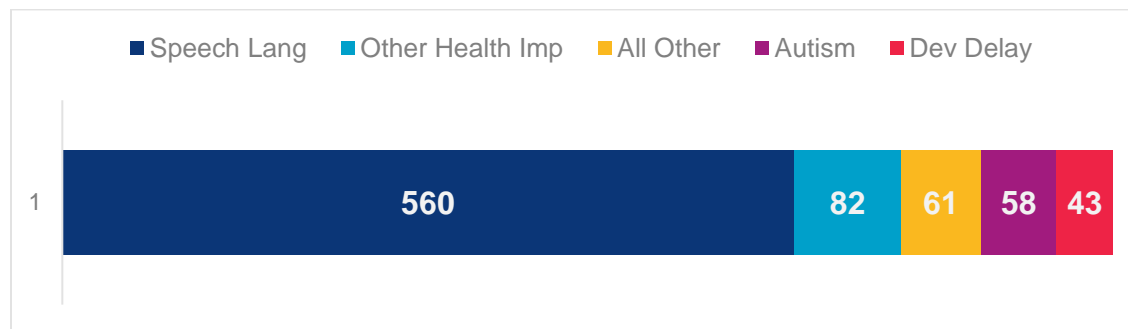 Speech Lang Other Health Imp All Other Autism Dev Delay
1 560 82 61 58 43